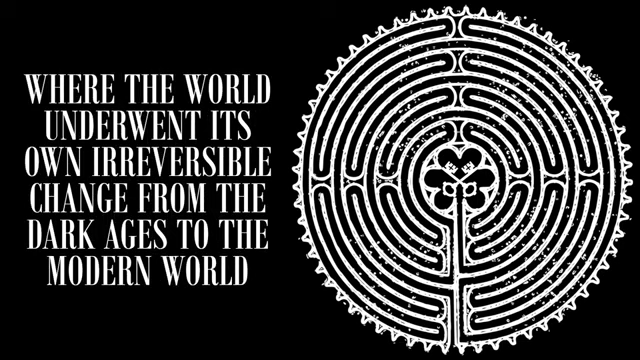 WHERE THE WORLD
UNDERWENT ITS
OWN IRREVERSIBLE
CHANGE FROM THE
DARK AGES TO THE
MODERN WORLD